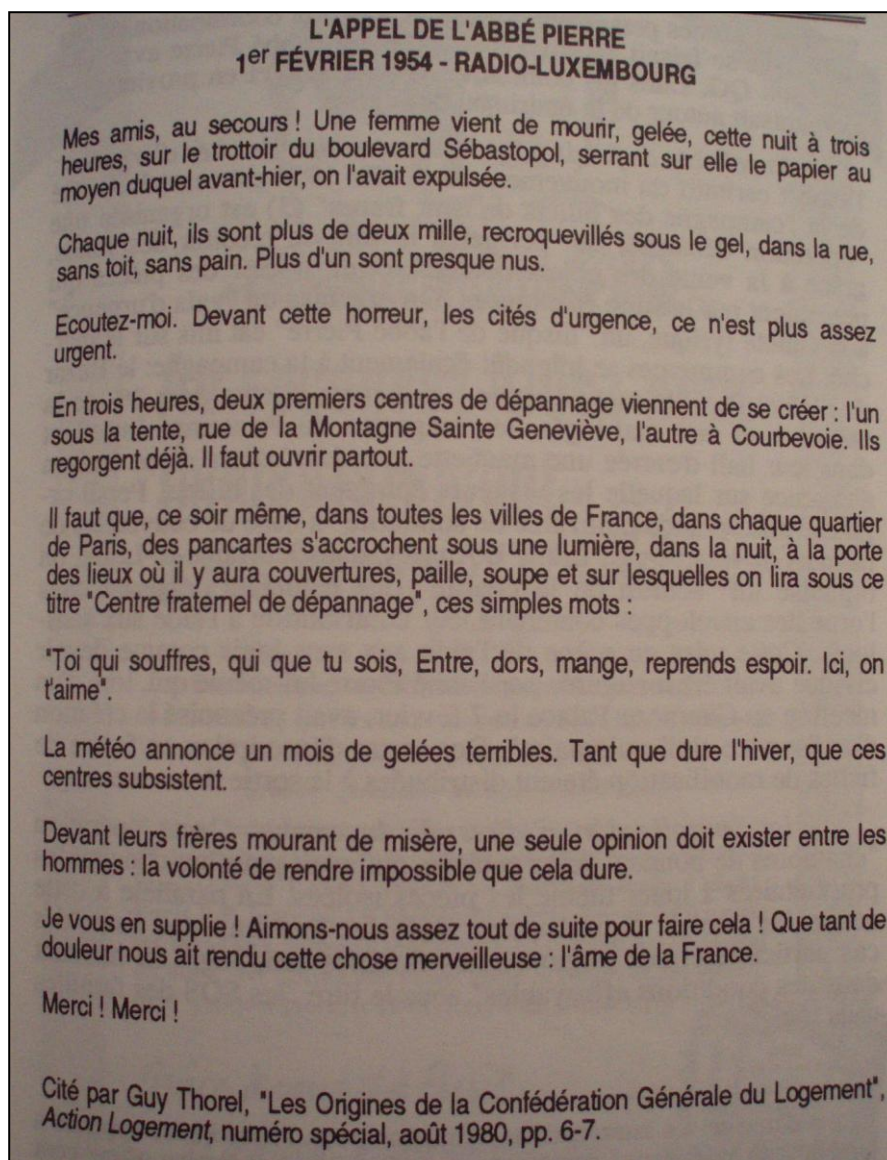 L'APPEL DE L'ABBÉ PIERRE
1er FÉVRIER 1954 - RADIO-LUXEMBOURG
Mes amis, au secours ! Une femme vient de mourir, gelée, cette nuit à trois
heures, sur le trottoir du boulevard Sébastopol, serrant sur elle le papier au
moyen duquel avant-hier, on l'avait expulsée.
Chaque nuit, ils sont plus de deux mille, recroquevillés sous le gel, dans la rue,
sans toit, sans pain. Plus d'un sont presque nus.
Ecoutez-moi. Devant cette horreur, les cités d'urgence, ce n'est plus assez
urgent.
En trois heures, deux premiers centres de dépannage viennent de se créer : l'un
sous la tente, rue de la Montagne Sainte Geneviève, l'autre à Courbevoie. Ils
regorgent déjà. Il faut ouvrir partout.
Il faut que, ce soir même, dans toutes les villes de France, dans chaque quartier
de Paris, des pancartes s'accrochent sous une lumière, dans la nuit, à la porte
des lieux où il y aura couvertures, paille, soupe et sur lesquelles on lira sous ce
titre "Centre fraternel de dépannage", ces simples mots :
"Toi qui souffres, qui que tu sois, Entre, dors, mange, reprends espoir. Ici, on
t'aime".
La météo annonce un mois de gelées terribles. Tant que dure l'hiver, que ces
centres subsistent.
Devant leurs frères mourant de misère, une seule opinion doit exister entre les
hommes : la volonté de rendre impossible que cela dure.
Je vous en supplie ! Aimons-nous assez tout de suite pour faire cela ! Que tant de
douleur nous ait rendu cette chose merveilleuse : l'âme de la France.
Merci ! Merci !
Cité par Guy Thorel, "Les Origines de la Confédération Générale du Logement",
Action Logement, numéro spécial, août 1980, pp. 6-7.